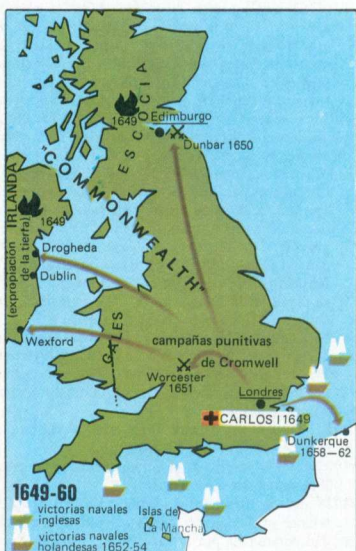 1649
Edimburgo
Dunbar 1650
ESCOCIA
"COMMONWEALTH"
IRLANDA
(expropiación
de la tierra)
1649
Drogheda
Dublin
Wexford
GALES
campañas punitivas
de Cromwell
Worcester
1651
Londres
CARLOS I 1649
Dunkerque
1658—62
1649-60
victorias navales
inglesas
Islas de
La Mancha
victorias navales
holandesas 1652-54